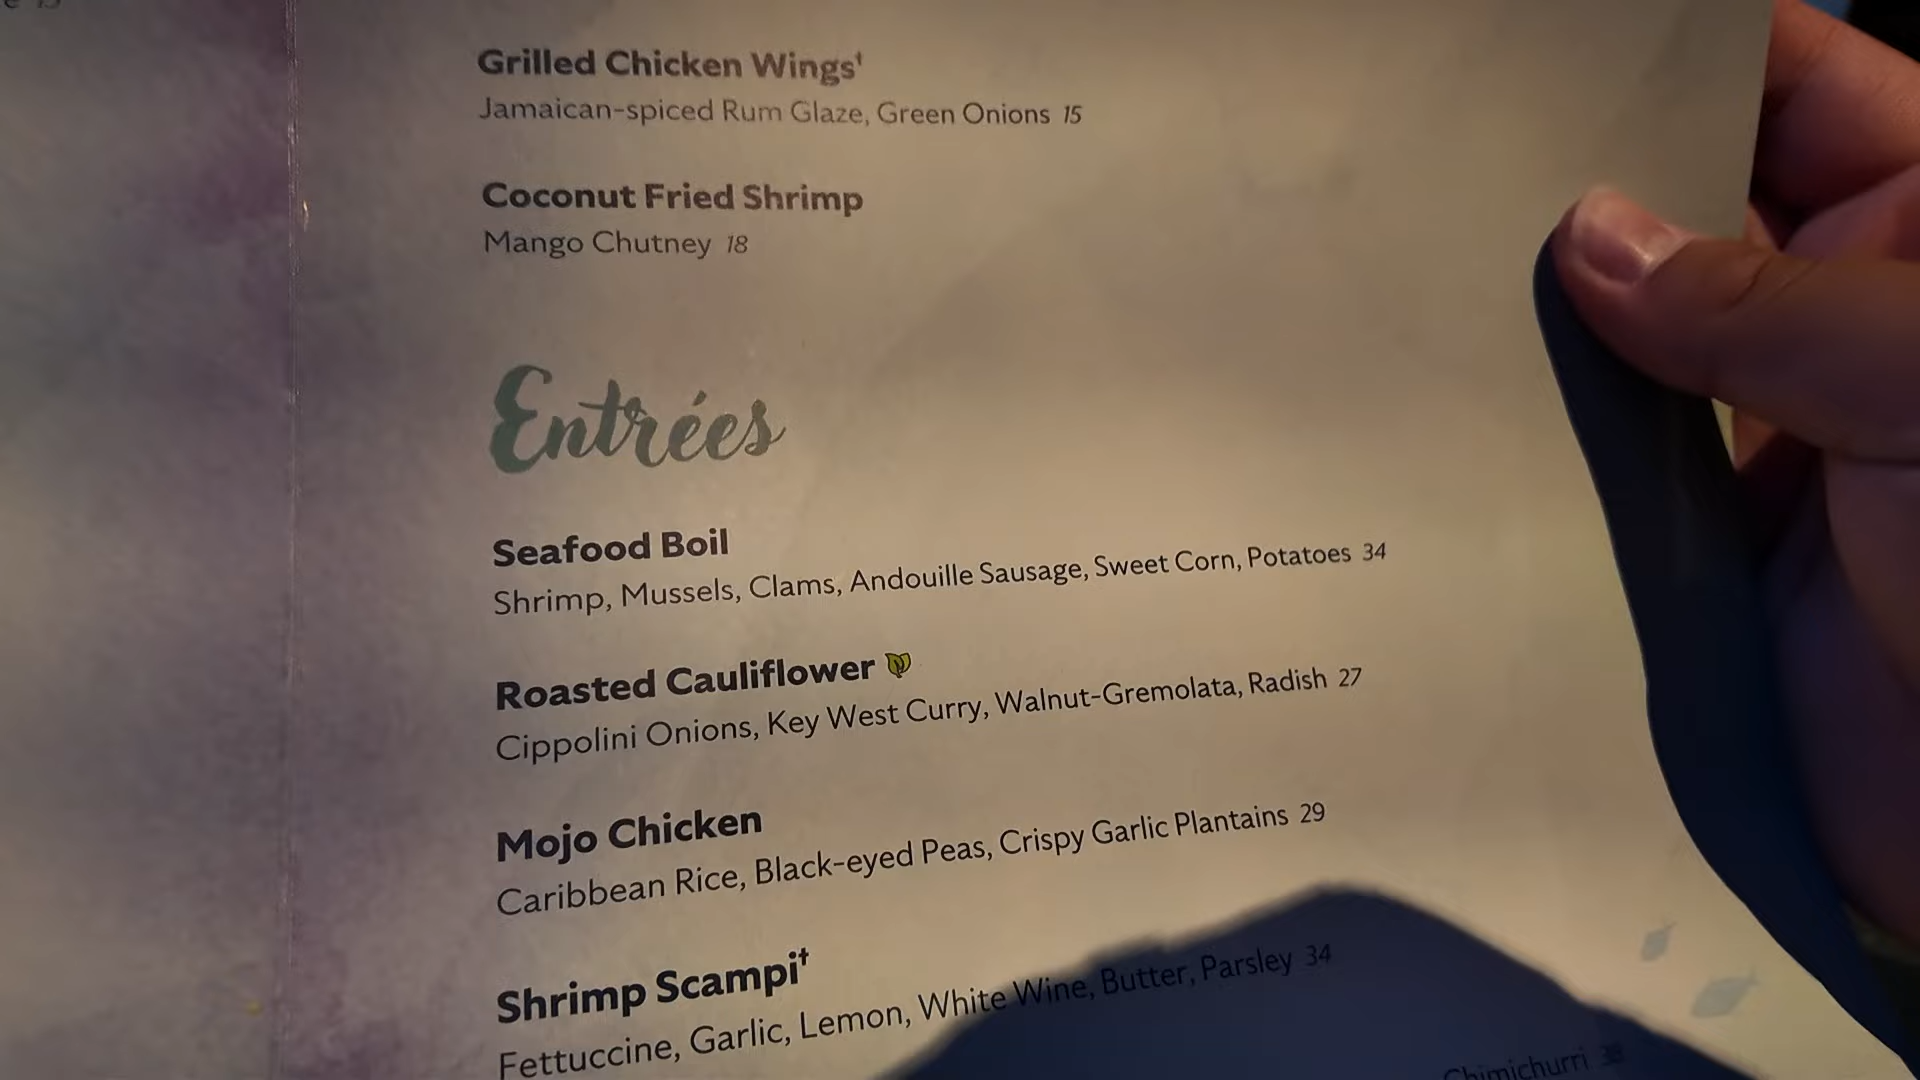 Grilled Chicken Wings†
Jamaican-spiced Rum Glaze, Green Onions 15
Coconut Fried Shrimp
Mango Chutney 18
Entrées
Seafood Boil
Shrimp, Mussels, Clams, Andouille Sausage, Sweet Corn, Potatoes 34
Roasted Cauliflower
Cippolini Onions, Key West Curry, Walnut-Gremolata, Radish 27
Mojo Chicken
Caribbean Rice, Black-eyed Peas, Crispy Garlic Plantains 29
Shrimp Scampi†
Fettuccine, Garlic, Lemon, White Wine, Butter, Parsley 34
Chimichurri